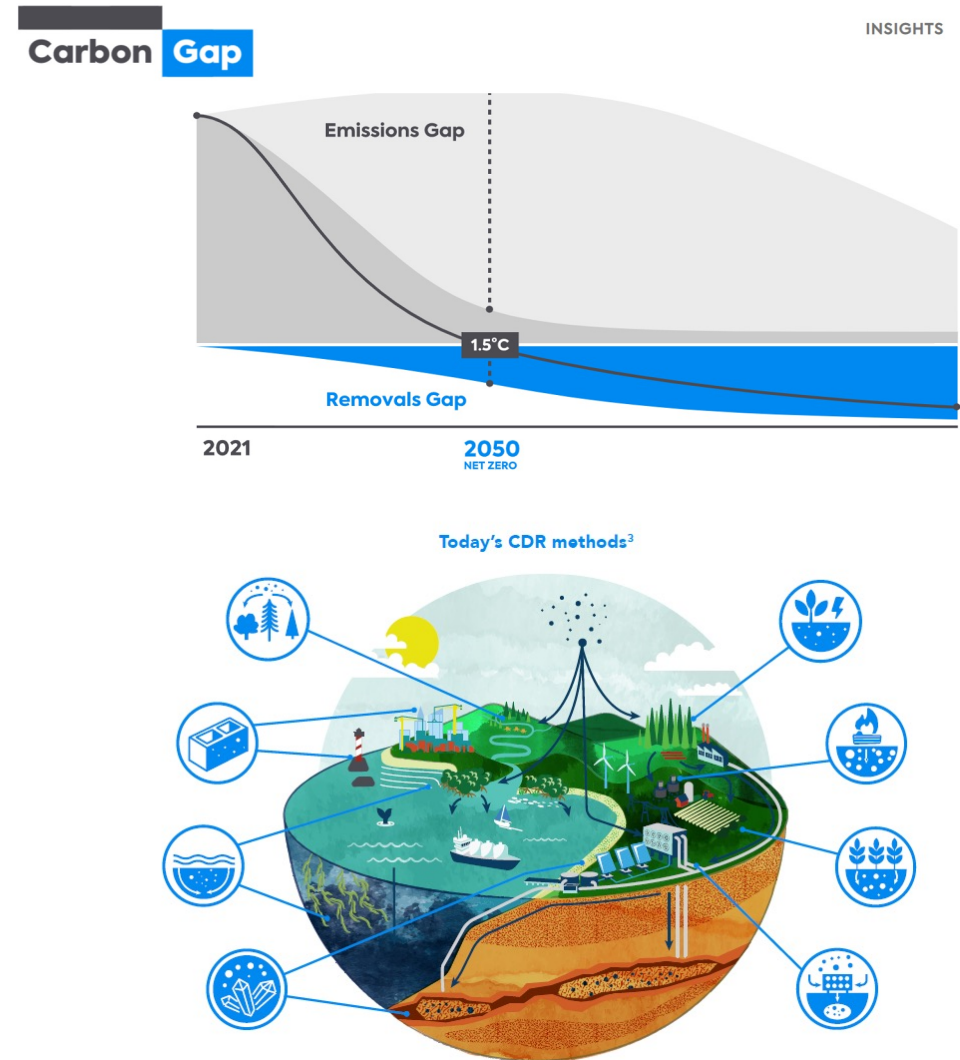 Carbon Gap
INSIGHTS
Emissions Gap
1.5°C
Removals Gap
2021
2050
NET ZERO
Today's CDR methods³